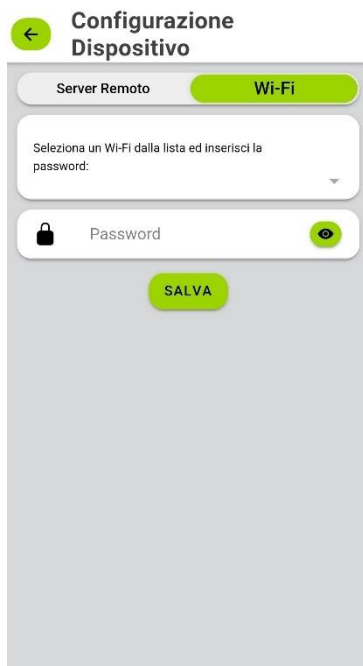 Configurazione
Dispositivo
Server Remoto
Wi-Fi
Seleziona un Wi-Fi dalla lista ed inserisci la
password:
Password
SALVA